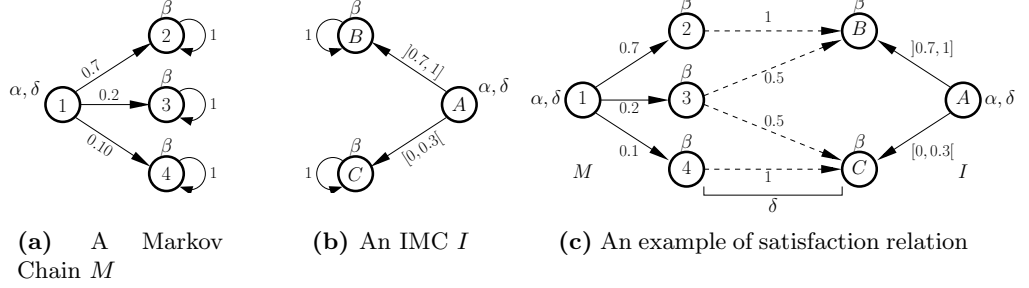 β
2
1
0.7
α, δ
1
0.2
β
3
1
0.10
β
4
1
β
B
1
]0.7, 1]
A
α, δ
[0, 0.3[
β
C
1
β
2
1
β
B
0.7
]0.7, 1]
α, δ
1
0.2
β
3
0.5
0.5
A
α, δ
0.1
β
4
1
β
C
[0, 0.3[
M
I
δ
(a) A Markov
Chain M
(b) An IMC I
(c) An example of satisfaction relation